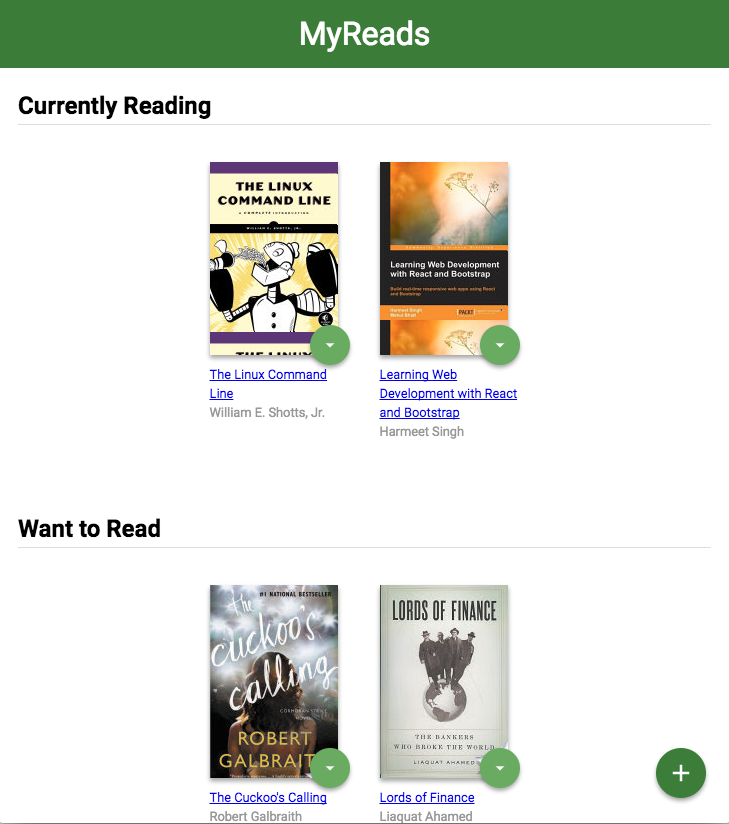 MyReads
Currently Reading
THE LINUX
COMMAND LINE
A COMPLETE INTRODUCTION
WILLIAM E. SHOTTS, JR.
THE LINUX
Learning Web Development
with React and Bootstrap
Build real-time responsive web apps using React
and Bootstrap
Harmeet Singh
Mehul Bhatt
PACKT
The Linux Command
Line
William E. Shotts, Jr.
Learning Web
Development with React
and Bootstrap
Harmeet Singh
Want to Read
#1 NATIONAL BESTSELLER
the
cuckoo's
calling
A
CORMORAN STRIKE
NOVEL
ROBERT
GALBRAIT
LORDS OF FINANCE
THE BANKERS
WHO BROKE THE WORLD
LIAQUAT AHAMED
+
The Cuckoo's Calling
Robert Galbraith
Lords of Finance
Liaquat Ahamed